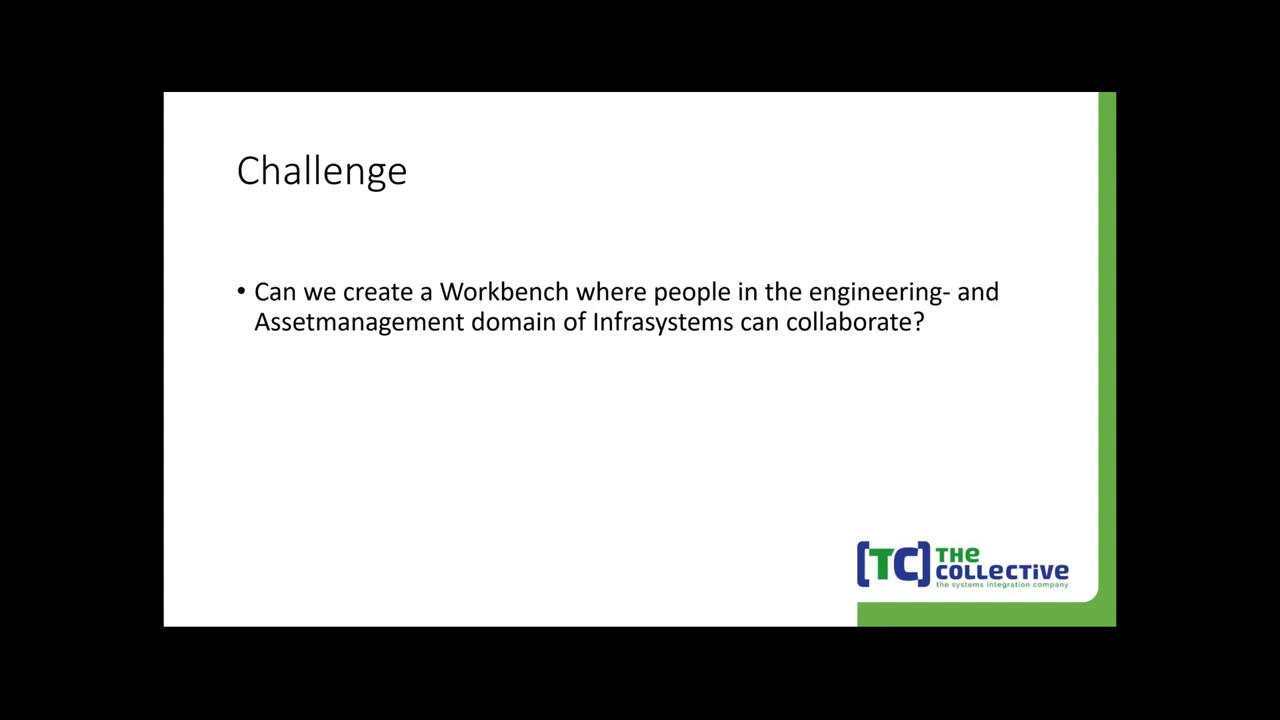 Challenge
• Can we create a Workbench where people in the engineering- and
Assetmanagement domain of Infrasystems can collaborate?
[TC] THE
COLLECTIVE
the systems integration company